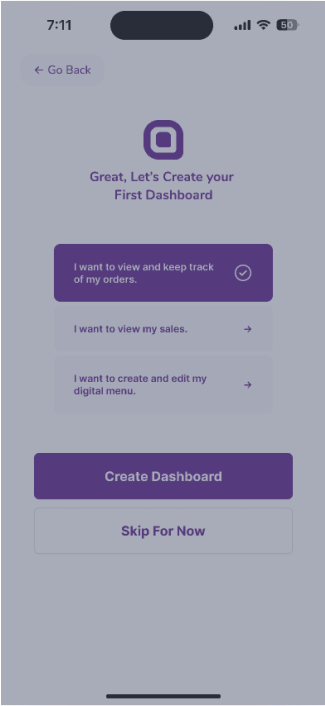 7:11
50
← Go Back
Great, Let's Create your
First Dashboard
I want to view and keep track
of my orders.
I want to view my sales.
→
I want to create and edit my
digital menu.
→
Create Dashboard
Skip For Now